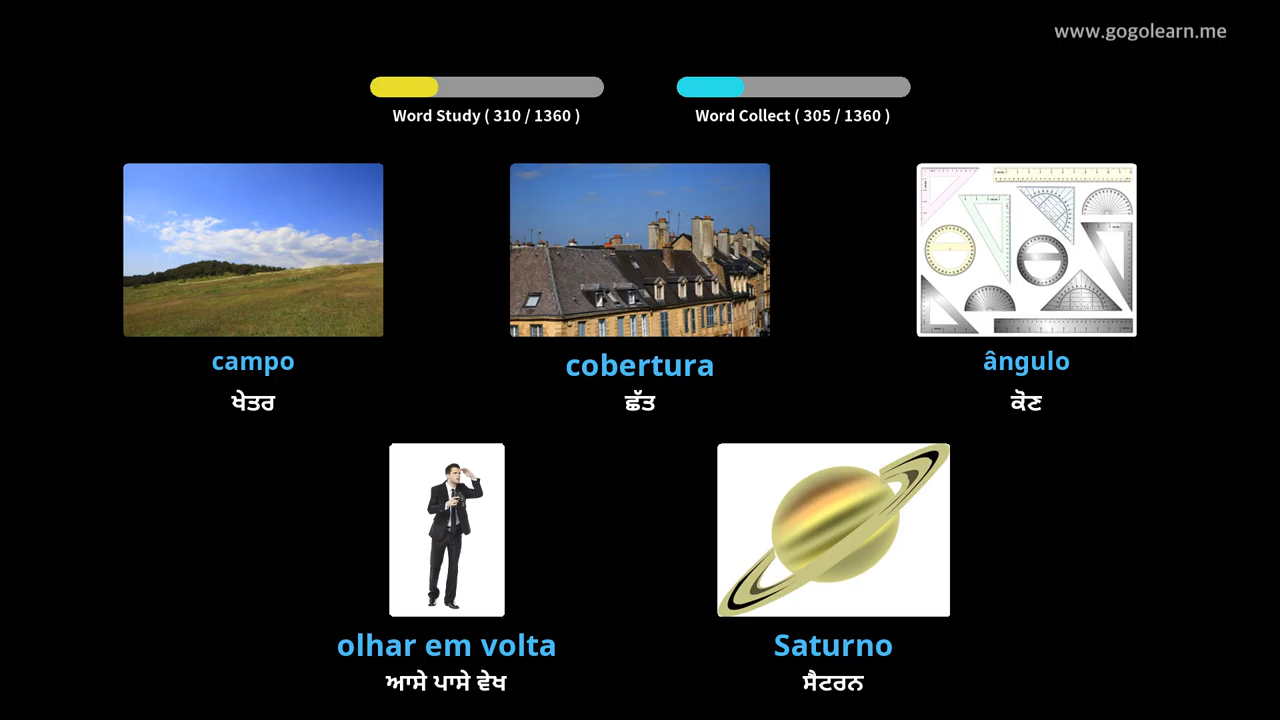 www.gogolearn.me
Word Study ( 310 / 1360 )
Word Collect ( 305 / 1360 )
campo
ਖੇਤਰ
cobertura
ਛੱਤ
ângulo
ਕੋਣ
olhar em volta
ਆਸੇ ਪਾਸੇ ਵੇਖ
Saturno
ਸੈਟਰਨ